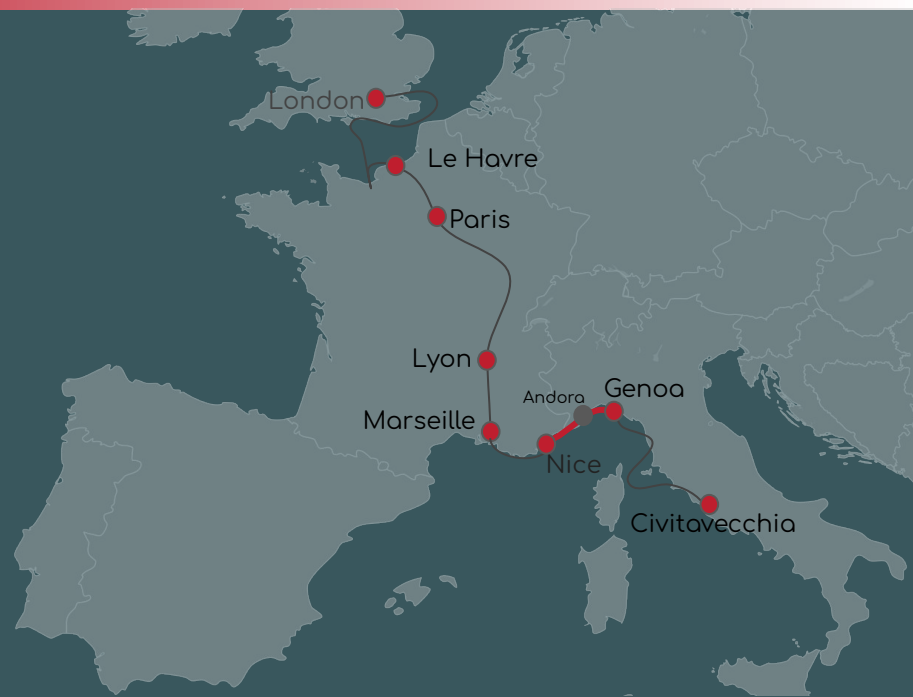 London
Le Havre
Paris
Lyon
Andora
Genoa
Marseille
Nice
Civitavecchia